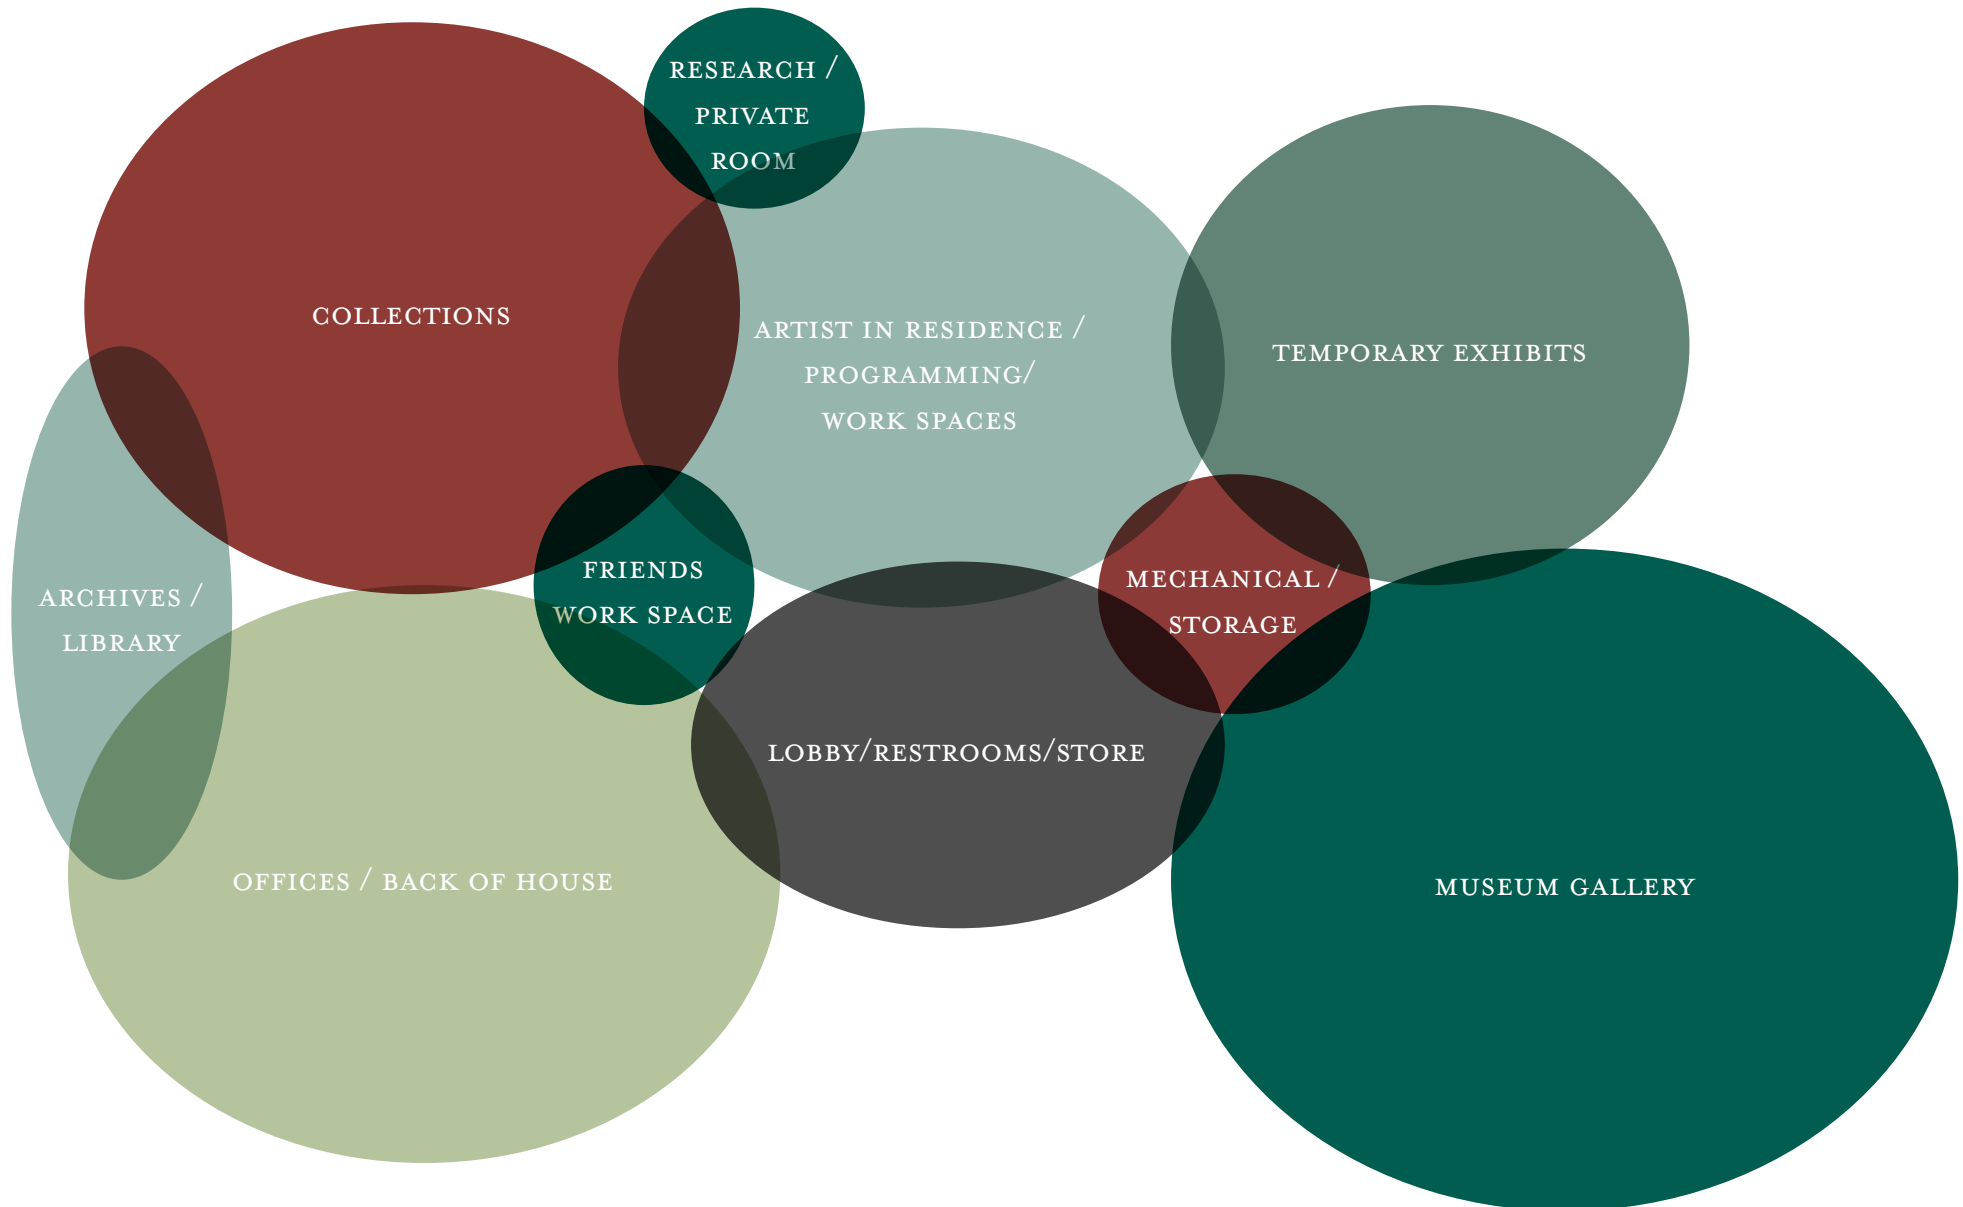 RESEARCH /
PRIVATE
ROOM
COLLECTIONS
ARTIST IN RESIDENCE /
PROGRAMMING/
WORK SPACES
TEMPORARY EXHIBITS
ARCHIVES /
LIBRARY
FRIENDS
WORK SPACE
MECHANICAL /
STORAGE
LOBBY/RESTROOMS/STORE
OFFICES / BACK OF HOUSE
MUSEUM GALLERY